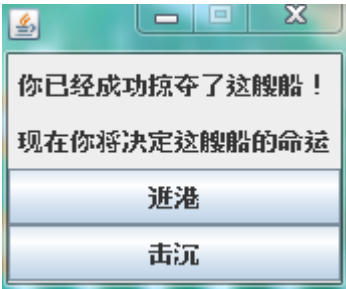 你已经成功掠夺了这艘船！
现在你将决定这艘船的命运
进港
击沉